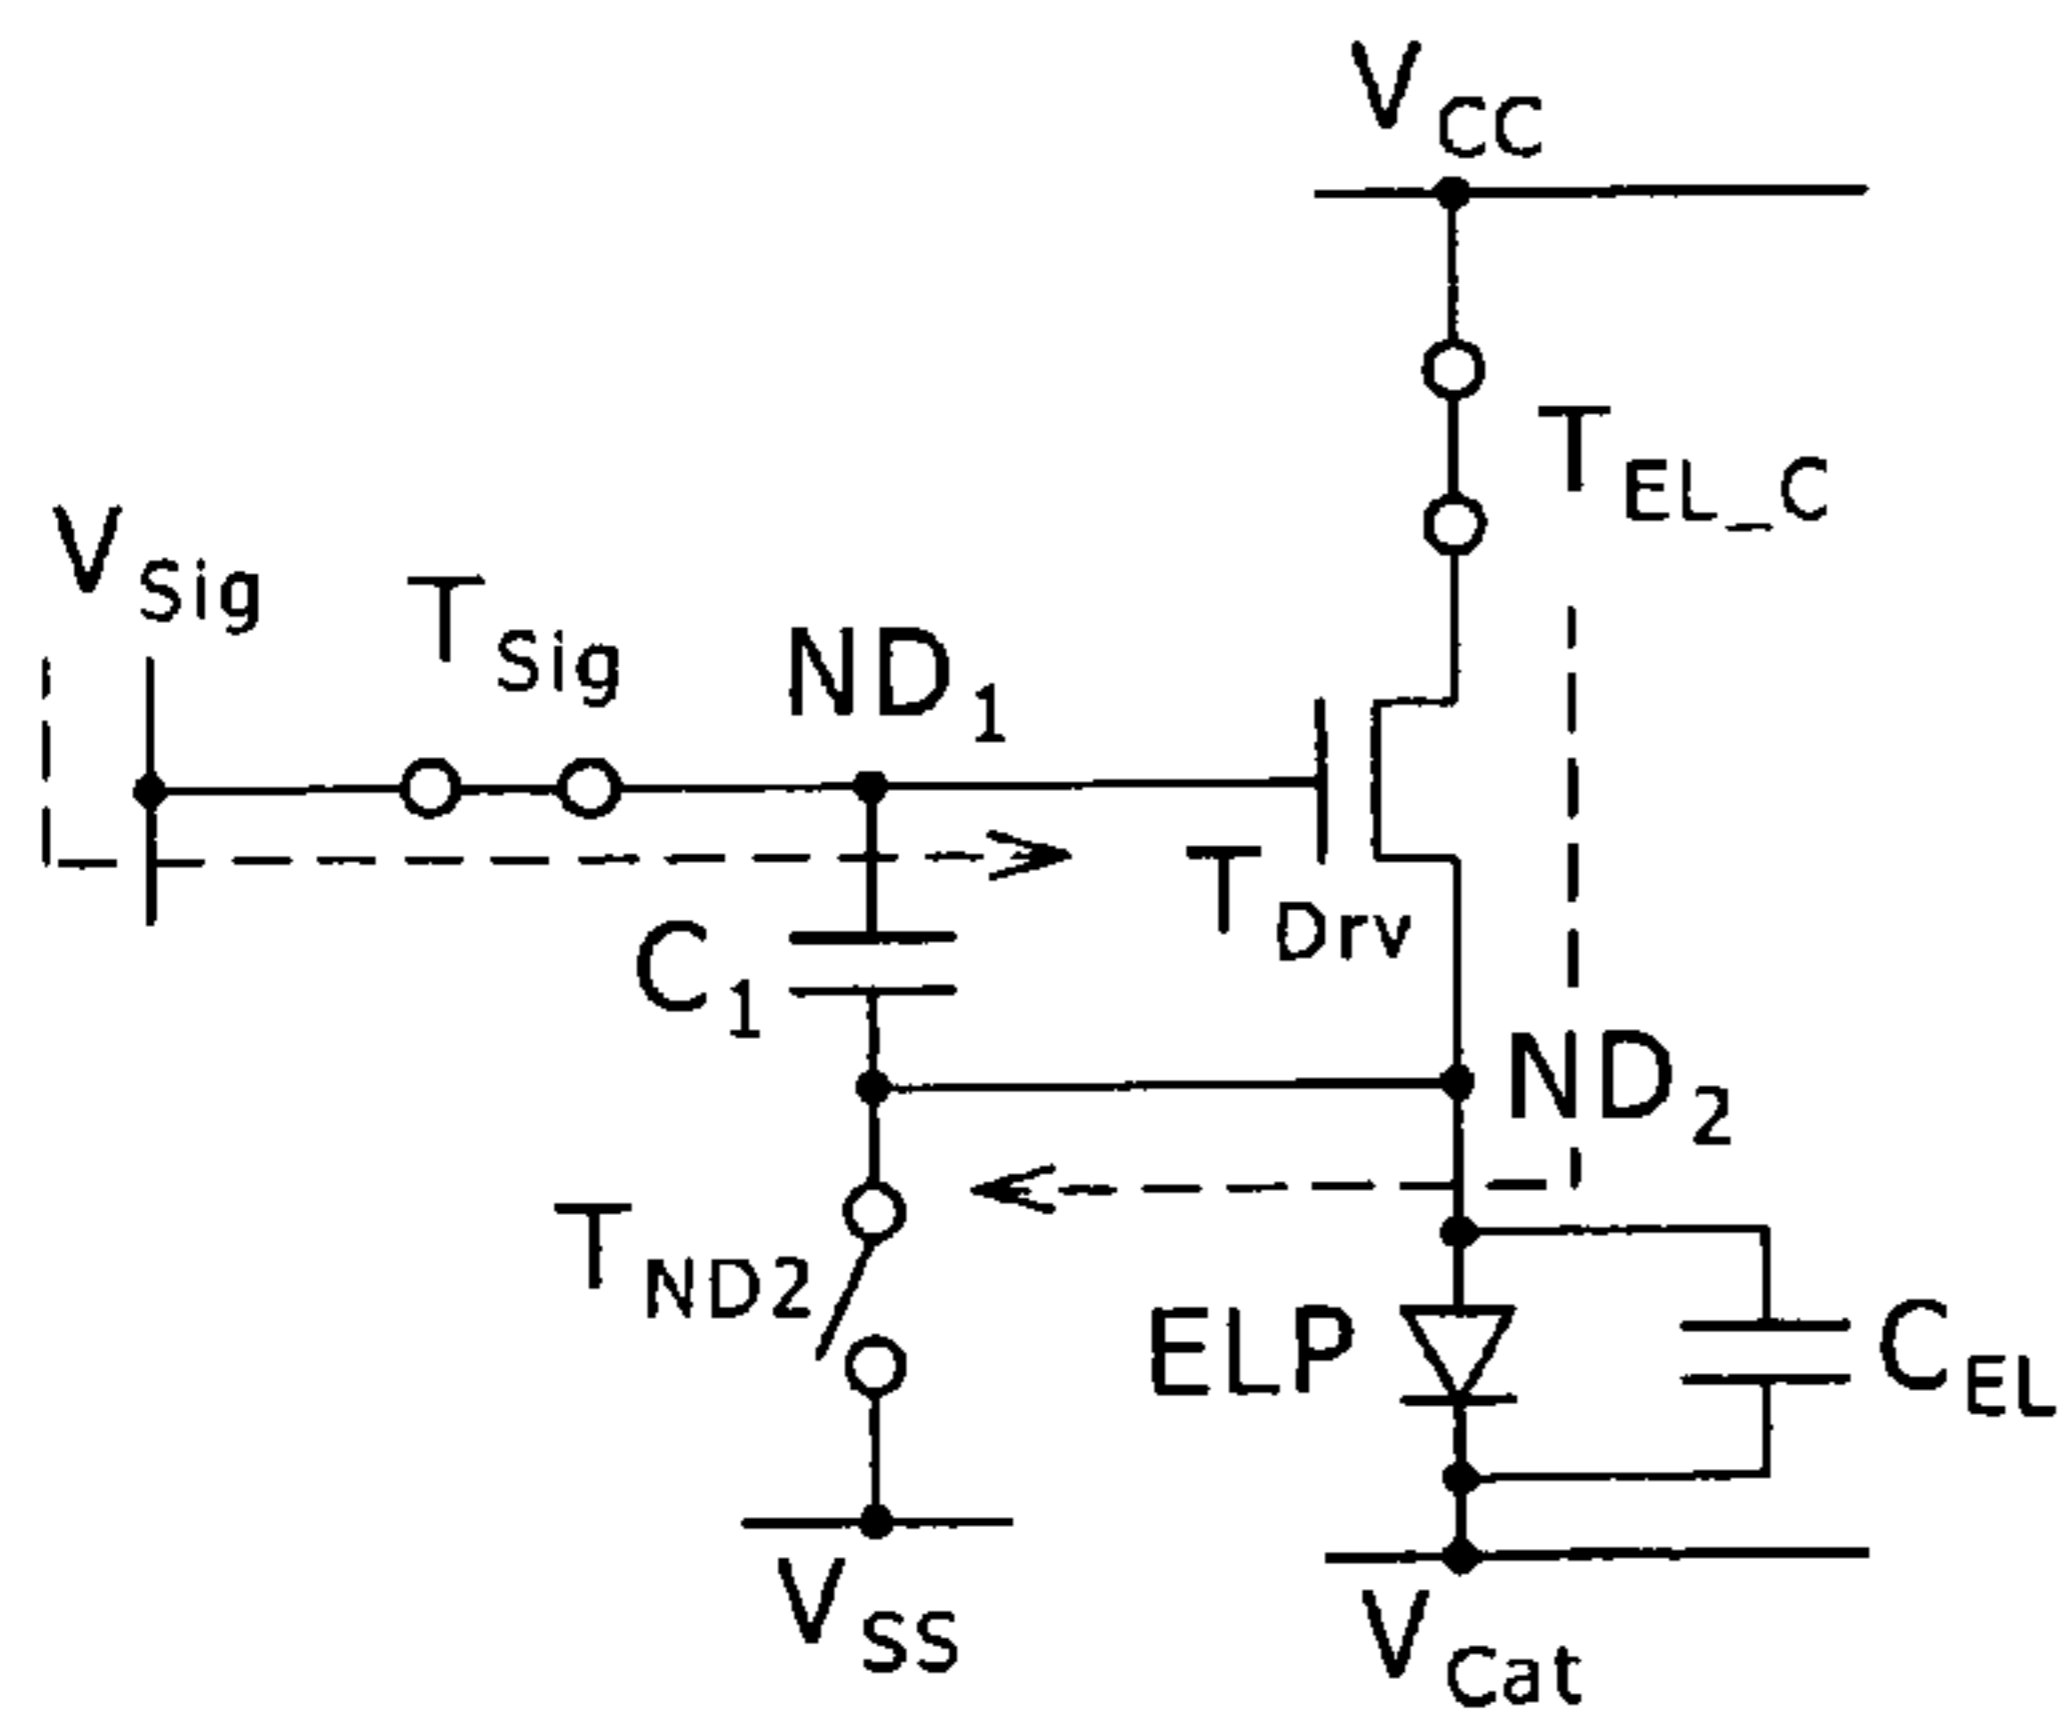 VCC
TEL_C
VSig
TSig
ND1
TDrv
C1
ND2
TND2
ELP
CEL
VSS
VCat